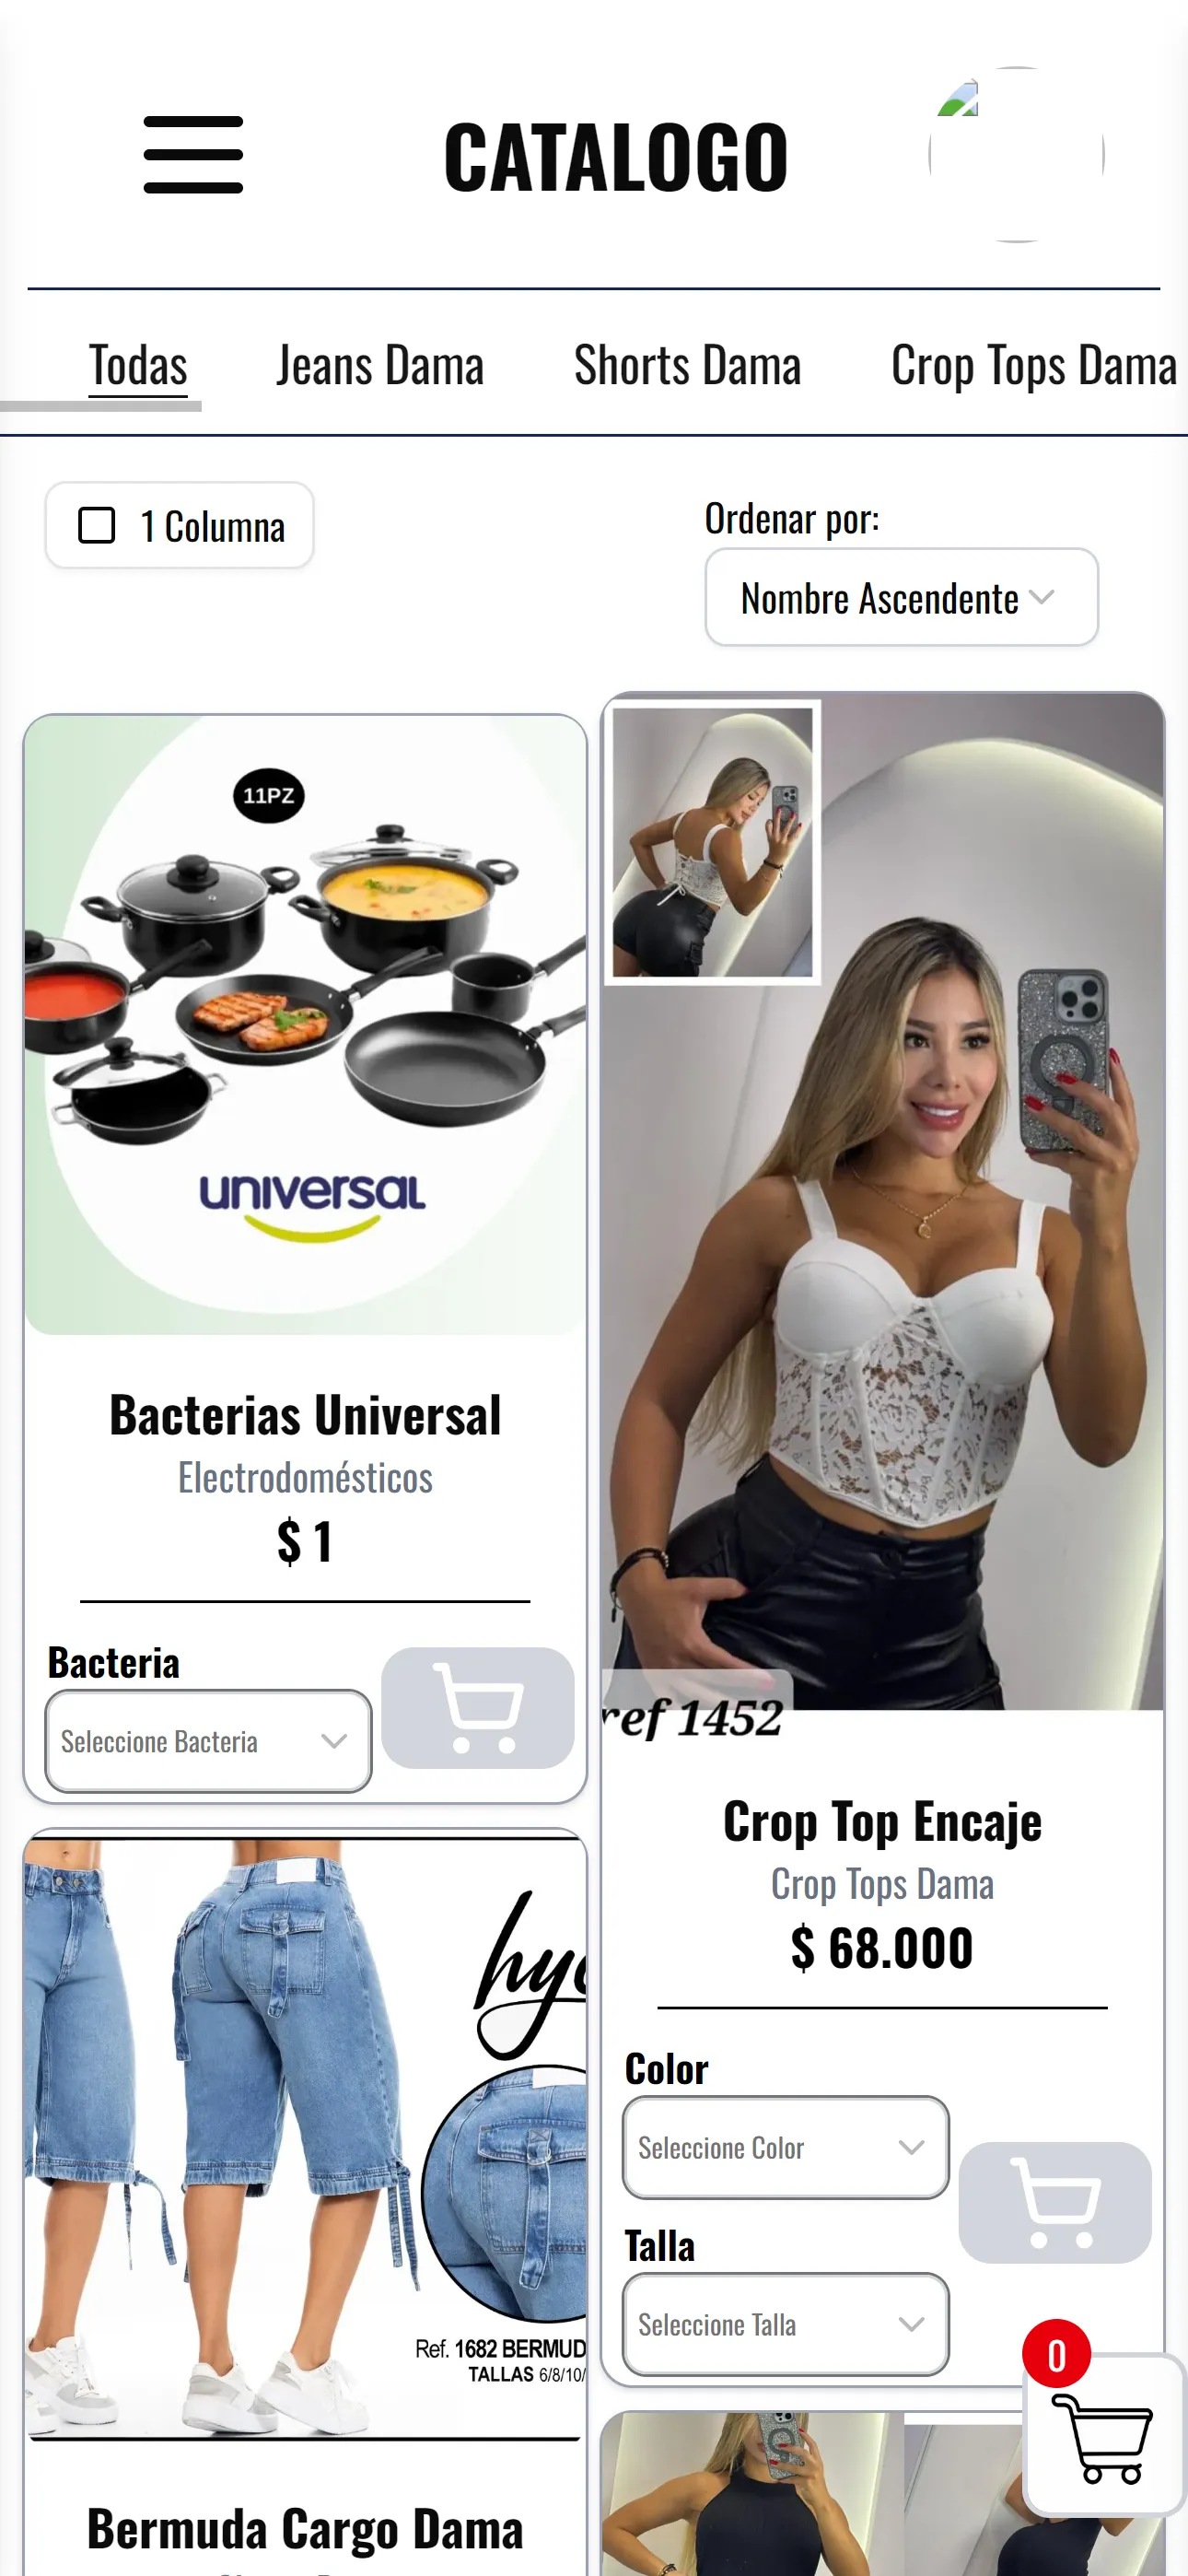 CATALOGO
Todas
Jeans Dama
Shorts Dama
Crop Tops Dama
1 Columna
Ordenar por:
Nombre Ascendente
11PZ
universal
Bacterias Universal
Electrodomésticos
$ 1
Bacteria
Seleccione Bacteria
ref 1452
Crop Top Encaje
Crop Tops Dama
$ 68.000
Color
Seleccione Color
Talla
Seleccione Talla
0
Ref. 1682 BERMUD
TALLAS 6/8/10/
Bermuda Cargo Dama